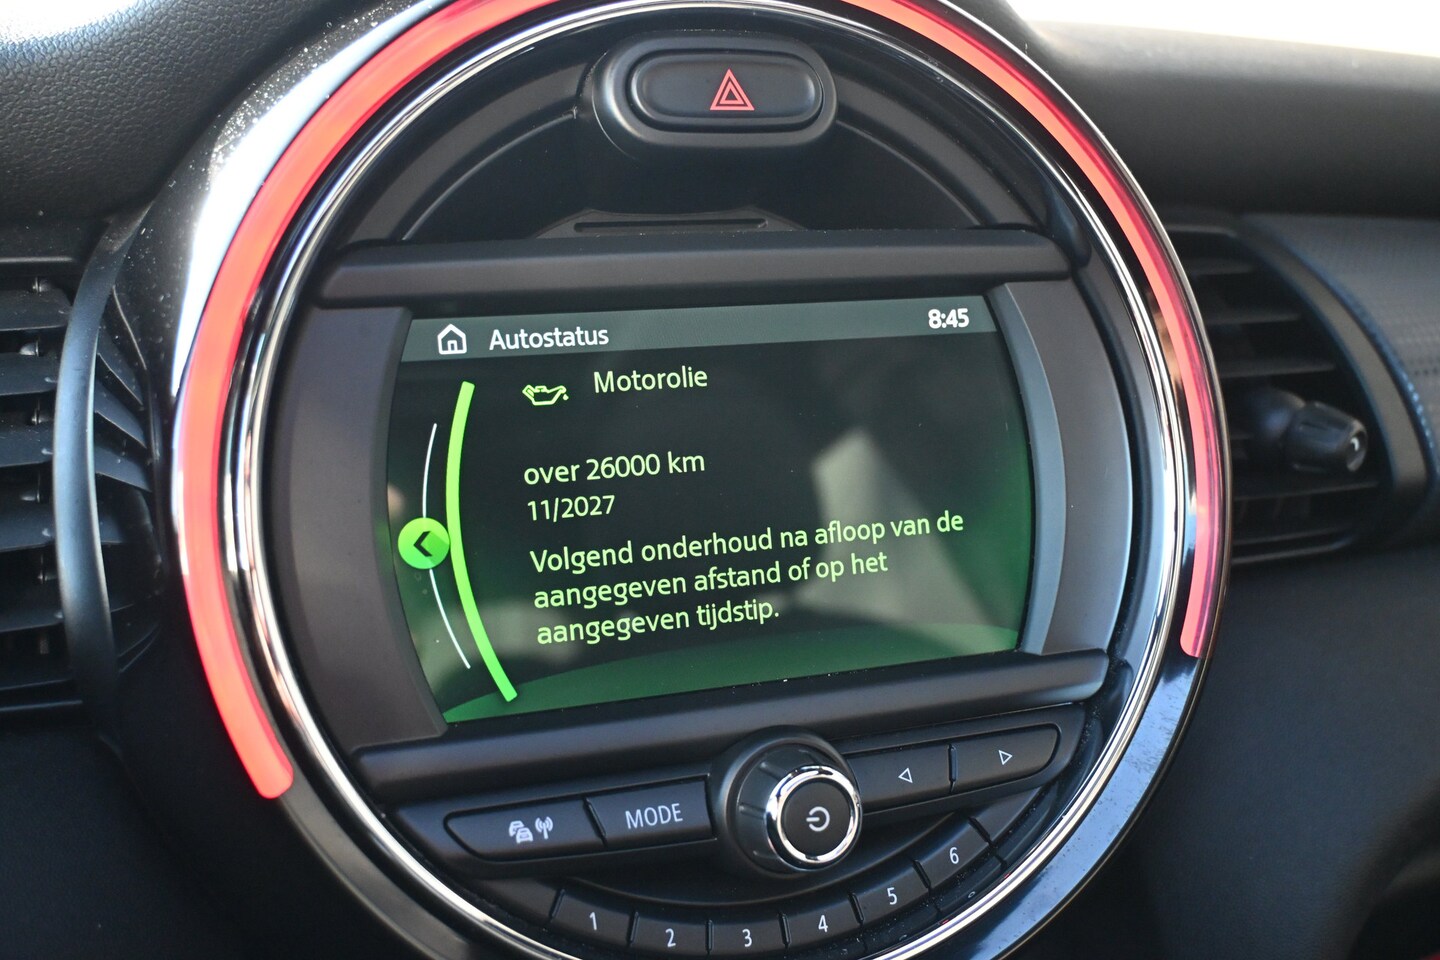 Autostatus 8:45
Motorolie
over 26000 km
11/2027
Volgend onderhoud na afloop van de
aangegeven afstand of op het
aangegeven tijdstip.
MODE
1 2 3 4 5 6